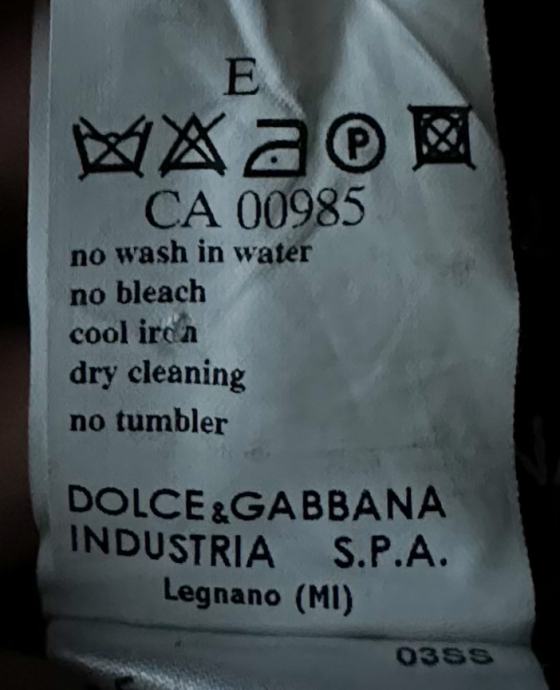 E
P
CA 00985
no wash in water
no bleach
cool iron
dry cleaning
no tumbler
DOLCE&GABBANA
INDUSTRIA S.P.A.
Legnano (MI)
03SS